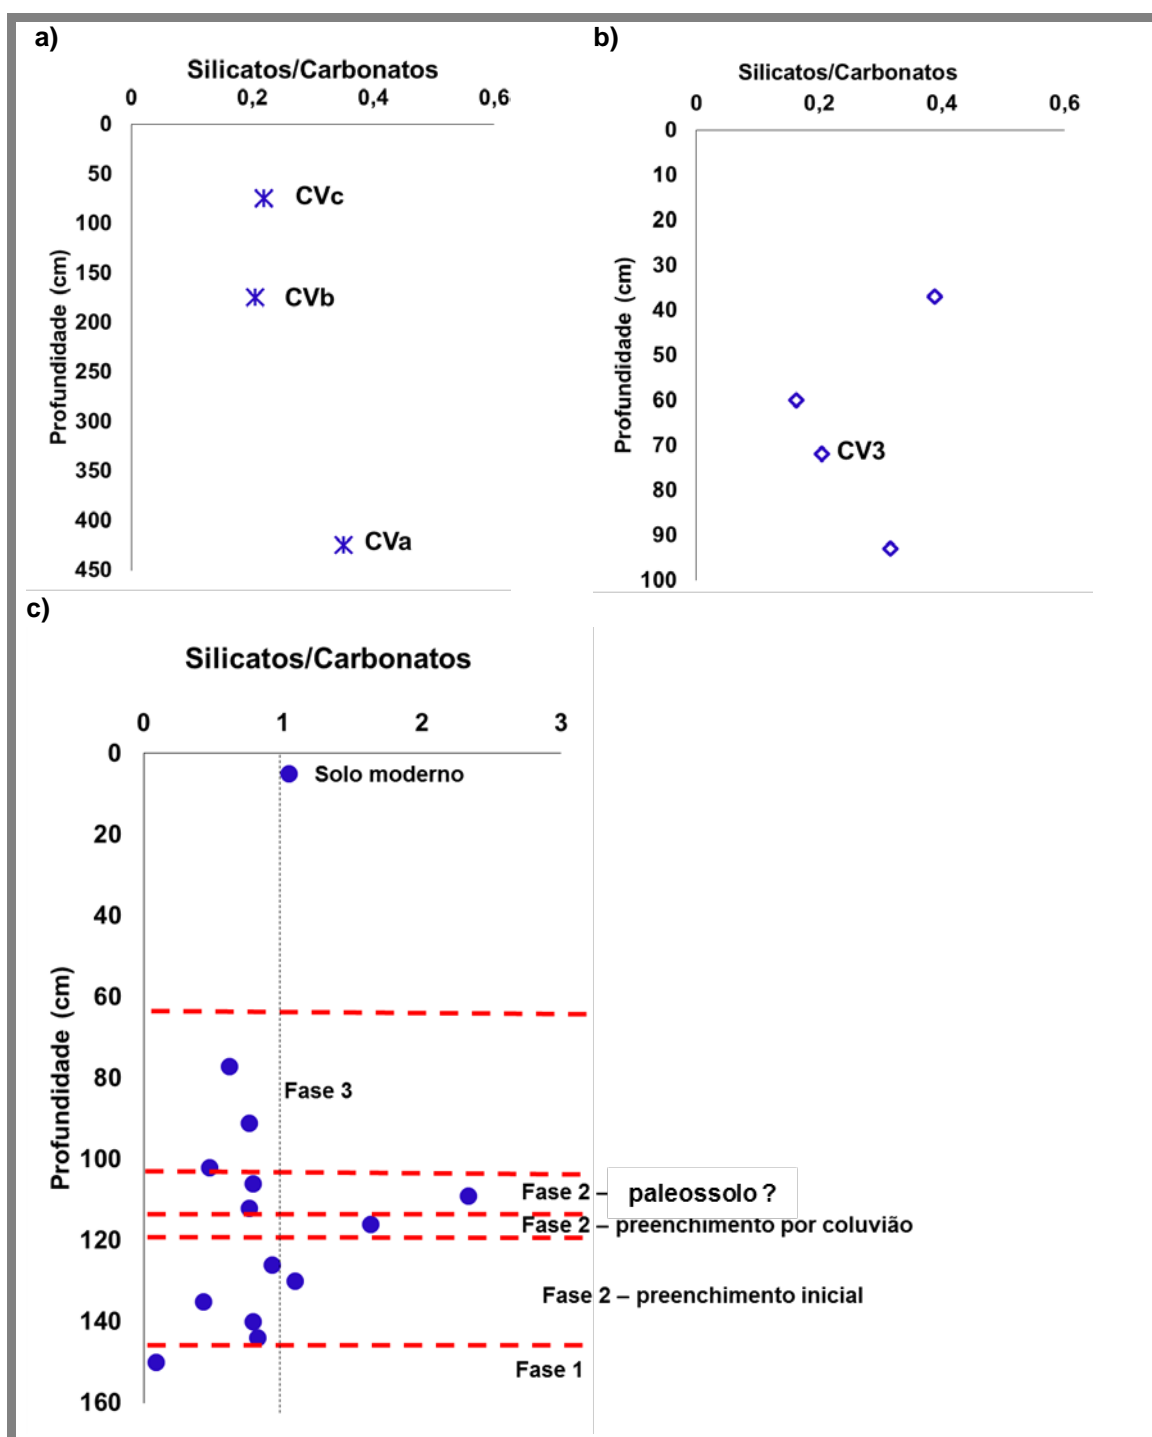 a)
Silicatos/Carbonatos
0 0,2 0,4 0,6
0
50
100
150
200
250
300
350
400
450
Profundidade (cm)
CVc
CVb
CVa
b)
Silicatos/Carbonatos
0 0,2 0,4 0,6
0
10
20
30
40
50
60
70
80
90
100
Profundidade (cm)
CV3
c)
Silicatos/Carbonatos
0 1 2 3
0
20
40
60
80
100
120
140
160
Profundidade (cm)
Solo moderno
Fase 3
Fase 2 – paleossolo ?
Fase 2 – preenchimento por coluvião
Fase 2 – preenchimento inicial
Fase 1